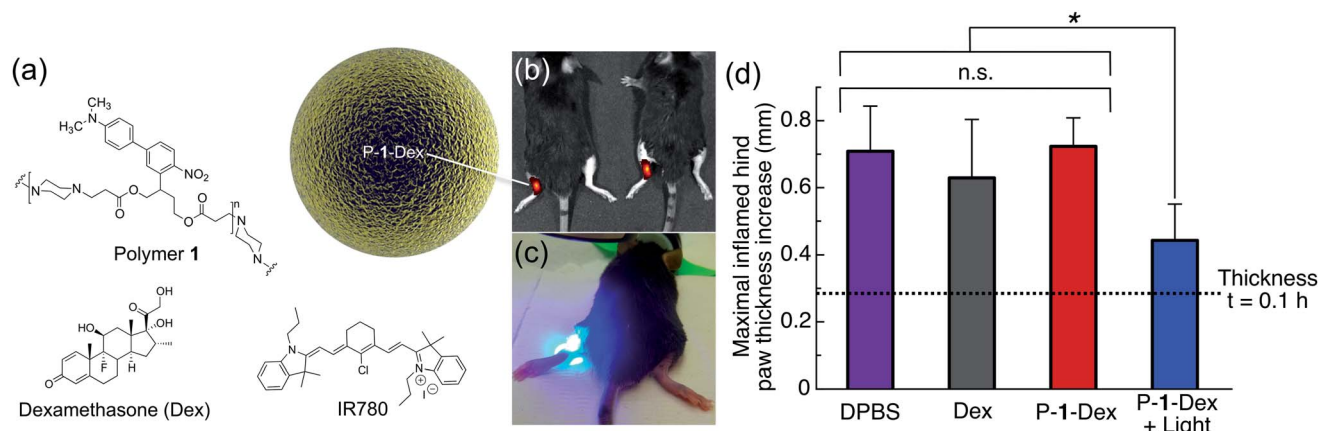 (a)
H₃C
N
CH₃
NO₂
N
N
O
O
O
O
n
N
N
N
N
Polymer 1
P-1-Dex
OH
O
HO
OH
F
H
O
Dexamethasone (Dex)
N
Cl
N
+
I
−
IR780
(b)
(c)
(d)
*
n.s.
Maximal inflamed hind
paw thickness increase (mm)
0.8
0.6
0.4
0.2
0
Thickness
t = 0.1 h
DPBS
Dex
P-1-Dex
P-1-Dex
+ Light